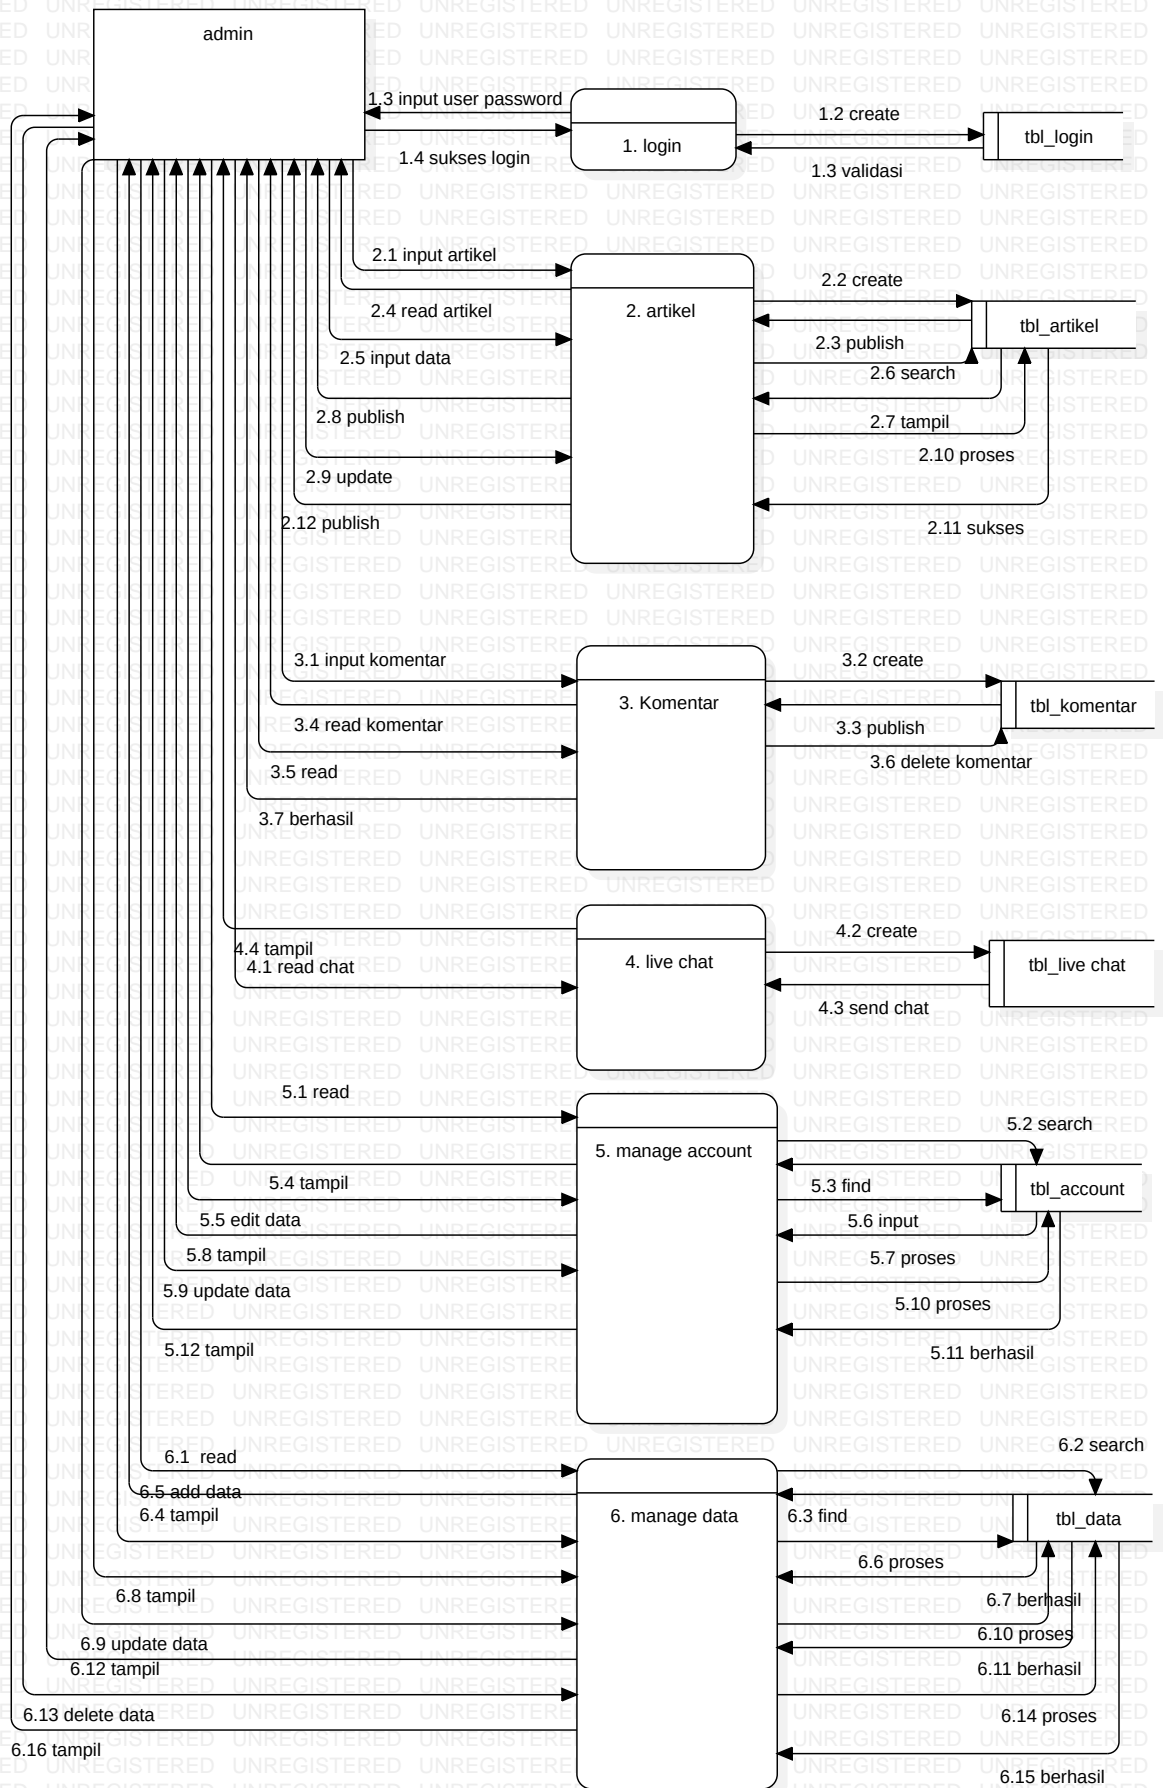 admin
1.3 input user password
1. login
1.2 create
tbl_login
1.4 sukses login
1.3 validasi
2.1 input artikel
2.2 create
2.4 read artikel
2. artikel
tbl_artikel
2.3 publish
2.5 input data
2.6 search
2.8 publish
2.7 tampil
2.10 proses
2.9 update
2.12 publish
2.11 sukses
3.1 input komentar
3.2 create
3. Komentar
tbl_komentar
3.4 read komentar
3.3 publish
3.6 delete komentar
3.5 read
3.7 berhasil
4.4 tampil
4.1 read chat
4. live chat
4.2 create
tbl_live chat
4.3 send chat
5.1 read
5.2 search
5. manage account
5.4 tampil
5.3 find
tbl_account
5.5 edit data
5.6 input
5.8 tampil
5.7 proses
5.9 update data
5.10 proses
5.12 tampil
5.11 berhasil
6.1  read
6.2 search
6.5 add data
6.4 tampil
6. manage data
6.3 find
tbl_data
6.6 proses
6.8 tampil
6.7 berhasil
6.9 update data
6.10 proses
6.12 tampil
6.11 berhasil
6.13 delete data
6.14 proses
6.16 tampil
6.15 berhasil
UNREGISTERED